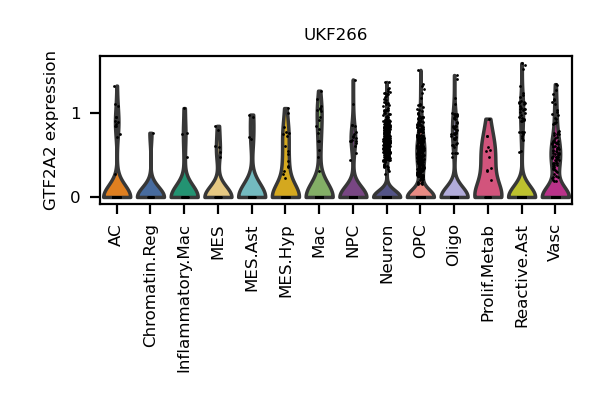 UKF266
GTF2A2 expression
1
0
AC
Chromatin.Reg
Inflammatory.Mac
MES
MES.Ast
MES.Hyp
Mac
NPC
Neuron
OPC
Oligo
Prolif.Metab
Reactive.Ast
Vasc